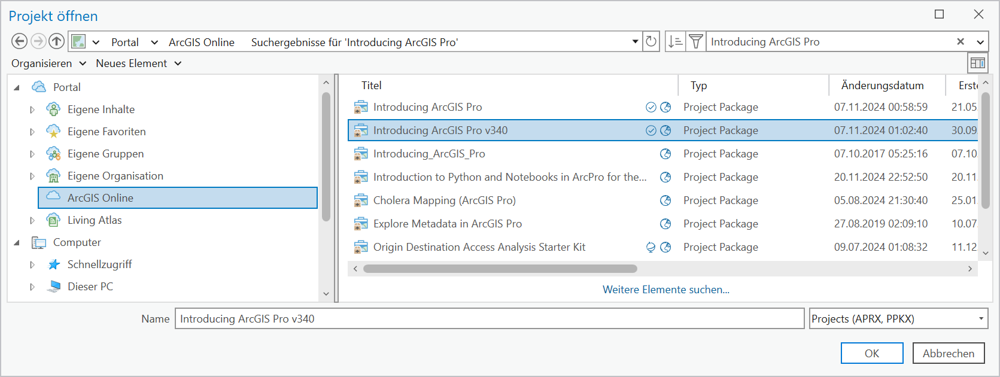 Projekt öffnen
Portal ArcGIS Online Suchergebnisse für 'Introducing ArcGIS Pro' Introducing ArcGIS Pro
Organisieren Neues Element
Portal
Eigene Inhalte
Eigene Favoriten
Eigene Gruppen
Eigene Organisation
ArcGIS Online
Living Atlas
Computer
Schnellzugriff
Dieser PC
Titel Typ Änderungsdatum Erste
Introducing ArcGIS Pro Project Package 07.11.2024 00:58:59 21.05.
Introducing ArcGIS Pro v340 Project Package 07.11.2024 01:02:40 30.09.
Introducing_ArcGIS_Pro Project Package 07.10.2017 05:25:16 07.10.
Introduction to Python and Notebooks in ArcPro for the... Project Package 20.11.2024 22:52:50 20.11.
Cholera Mapping (ArcGIS Pro) Project Package 05.08.2024 21:30:40 25.01.
Explore Metadata in ArcGIS Pro Project Package 27.08.2019 02:09:10 10.07.
Origin Destination Access Analysis Starter Kit Project Package 09.07.2024 01:08:32 11.12.
Weitere Elemente suchen...
Name Introducing ArcGIS Pro v340 Projects (APRX, PPKX)
OK Abbrechen